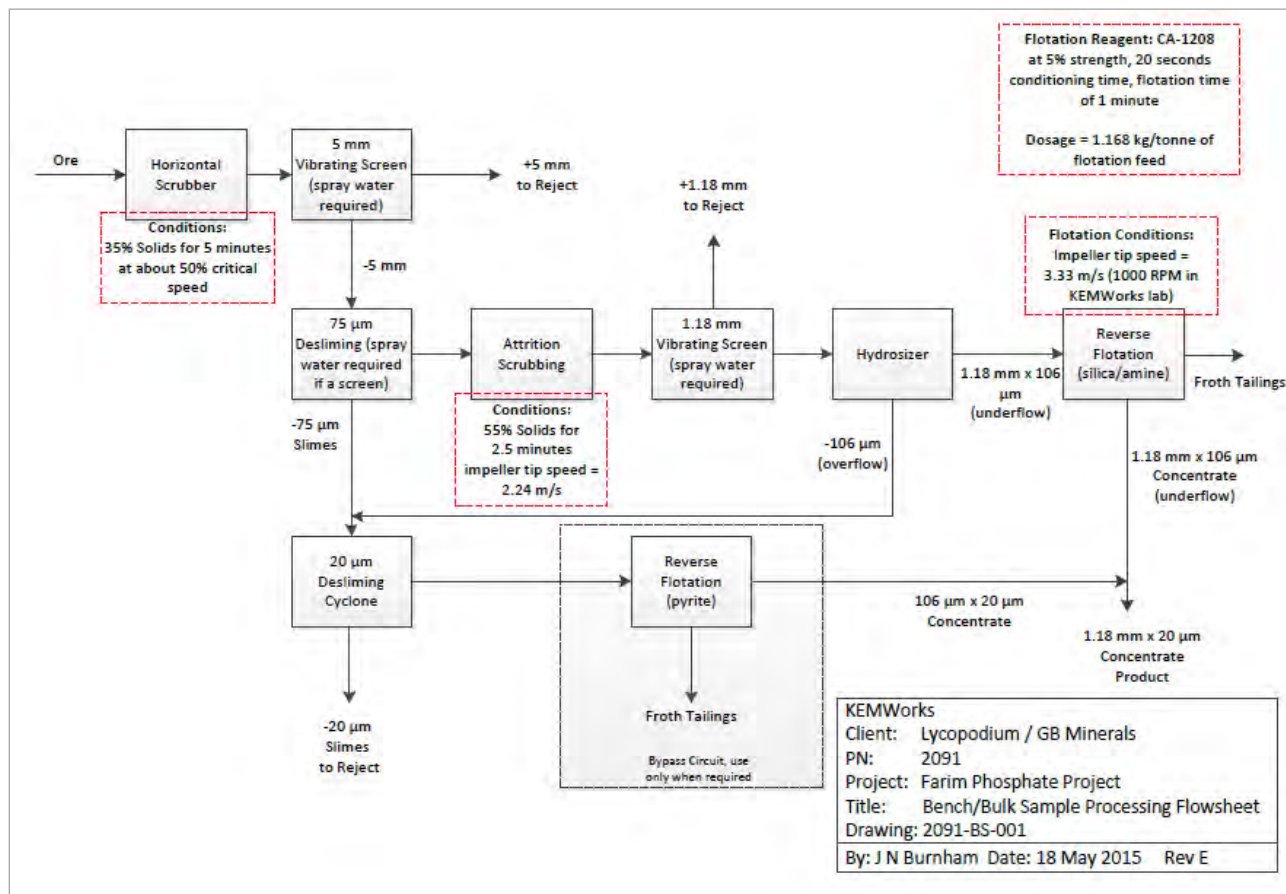 Flotation Reagent: CA-1208
at 5% strength, 20 seconds
conditioning time, flotation time
of 1 minute
Dosage = 1.168 kg/tonne of
flotation feed
Ore
Horizontal
Scrubber
5 mm
Vibrating Screen
(spray water
required)
+5 mm
to Reject
Conditions:
35% Solids for 5 minutes
at about 50% critical
speed
-5 mm
+1.18 mm
to Reject
Flotation Conditions:
Impeller tip speed =
3.33 m/s (1000 RPM in
KEMWorks lab)
75 µm
Desliming (spray
water required
if a screen)
Attrition
Scrubbing
1.18 mm
Vibrating Screen
(spray water
required)
Hydrosizer
1.18 mm x 106
µm
(underflow)
Reverse
Flotation
(silica/amine)
Froth Tailings
-75 µm
Slimes
Conditions:
55% Solids for
2.5 minutes
impeller tip speed =
2.24 m/s
-106 µm
(overflow)
1.18 mm x 106 µm
Concentrate
(underflow)
20 µm
Desliming
Cyclone
Reverse
Flotation
(pyrite)
106 µm x 20 µm
Concentrate
1.18 mm x 20 µm
Concentrate
Product
-20 µm
Slimes
to Reject
Froth Tailings
Bypass Circuit, use
only when required
KEMWorks
Client: Lycopodium / GB Minerals
PN: 2091
Project: Farim Phosphate Project
Title: Bench/Bulk Sample Processing Flowsheet
Drawing: 2091-BS-001
By: J N Burnham Date: 18 May 2015 Rev E